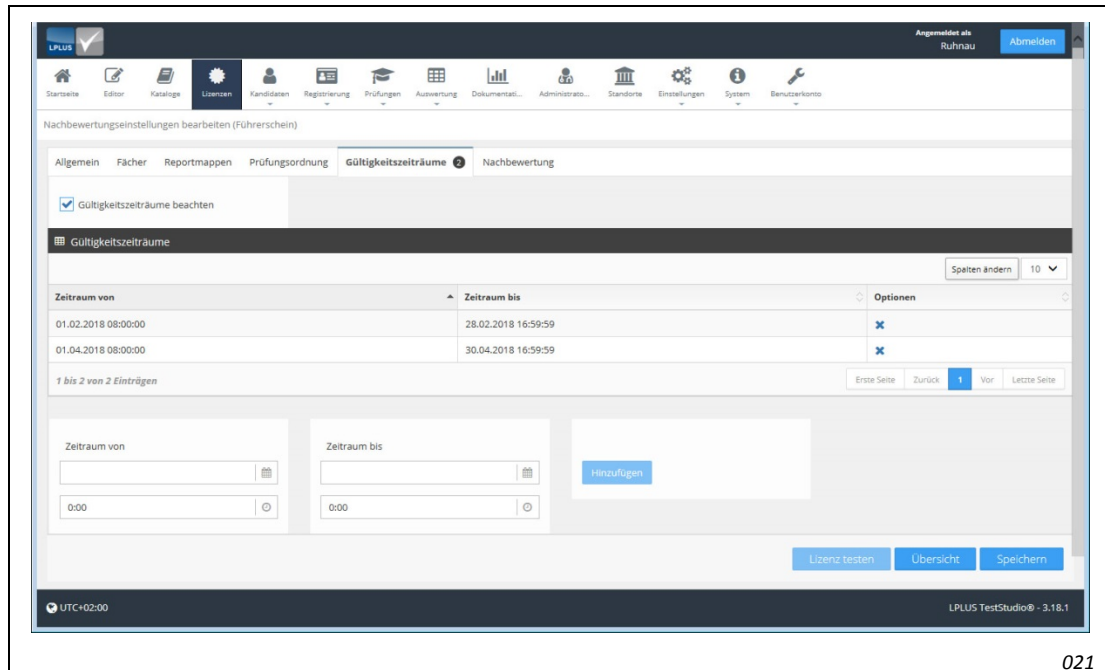 LPLUS
Angemeldet als
Ruhnau
Abmelden
Startseite Editor Kataloge Lizenzen Kandidaten Registrierung Prüfungen Auswertung Dokumentati... Administrato... Standorte Einstellungen System Benutzerkonto
Nachbewertungseinstellungen bearbeiten (Führerschein)
Allgemein Fächer Reportmappen Prüfungsordnung Gültigkeitszeiträume 2 Nachbewertung
Gültigkeitszeiträume beachten
Gültigkeitszeiträume
Spalten ändern 10
Zeitraum von Zeitraum bis Optionen
01.02.2018 08:00:00 28.02.2018 16:59:59
01.04.2018 08:00:00 30.04.2018 16:59:59
1 bis 2 von 2 Einträgen Erste Seite Zurück 1 Vor Letzte Seite
Zeitraum von Zeitraum bis
Hinzufügen
0:00 0:00
Lizenz testen Übersicht Speichern
UTC+02:00 LPLUS TestStudio® - 3.18.1
021